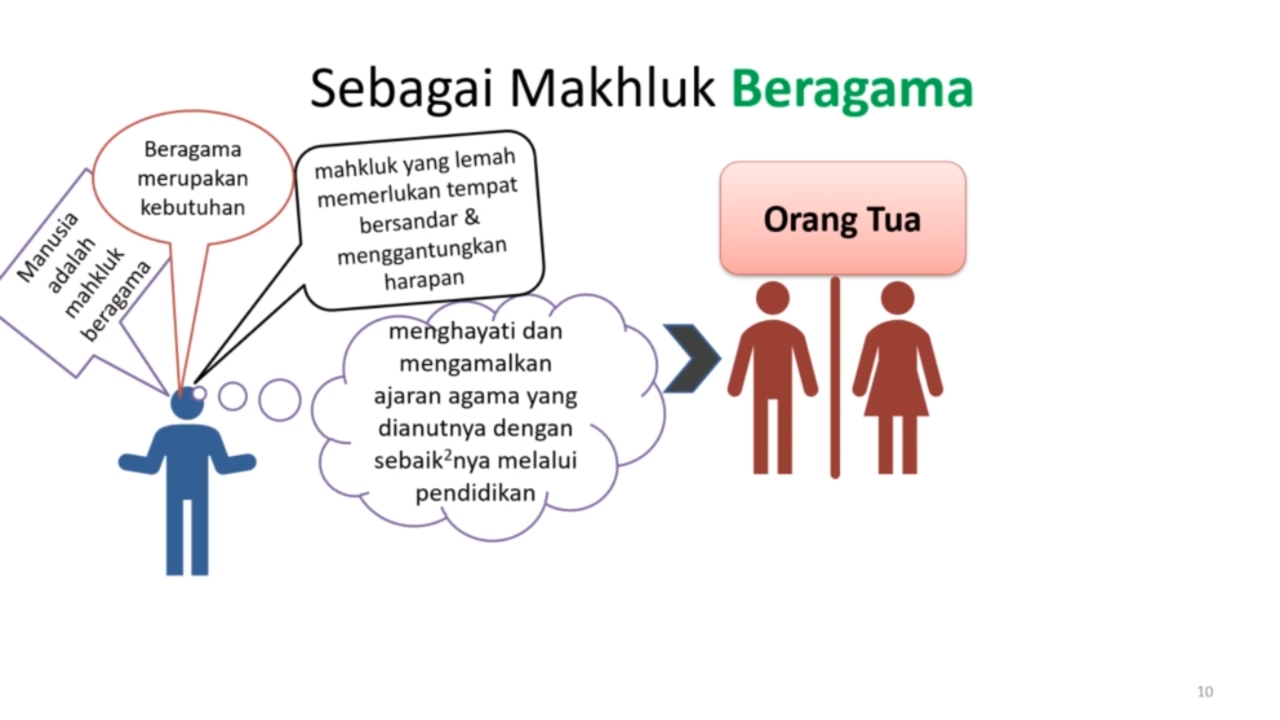 Sebagai Makhluk Beragama
Manusia
adalah
mahkluk
beragama
Beragama
merupakan
kebutuhan
mahkluk yang lemah
memerlukan tempat
bersandar &
menggantungkan
harapan
menghayati dan
mengamalkan
ajaran agama yang
dianutnya dengan
sebaik²nya melalui
pendidikan
Orang Tua
10